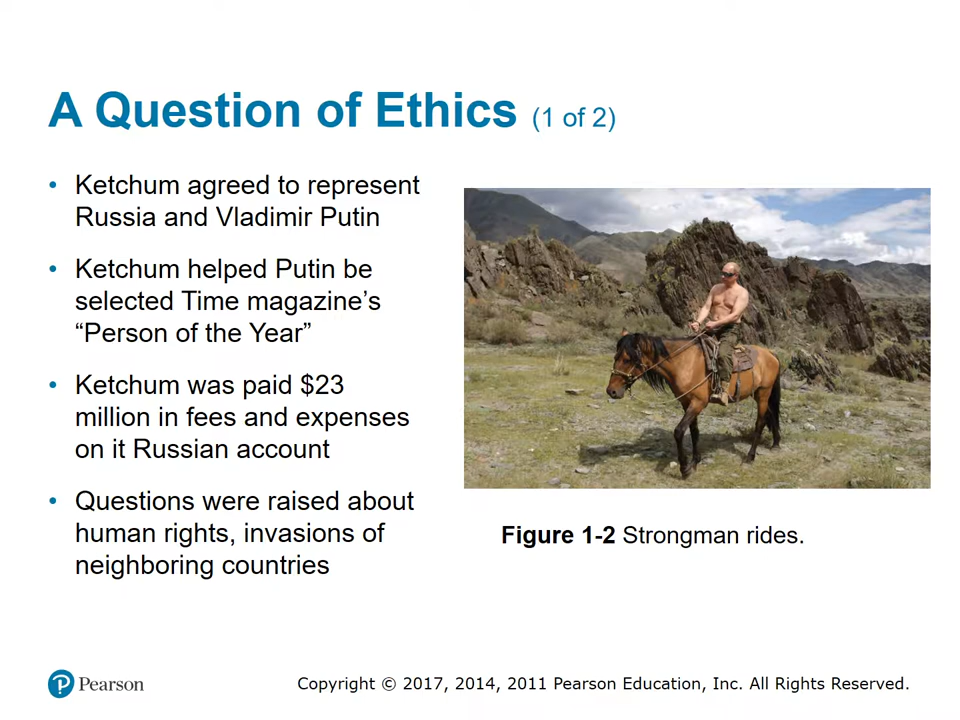 A Question of Ethics (1 of 2)
• Ketchum agreed to represent
Russia and Vladimir Putin
• Ketchum helped Putin be
selected Time magazine’s
“Person of the Year”
• Ketchum was paid $23
million in fees and expenses
on it Russian account
• Questions were raised about
human rights, invasions of
neighboring countries
Figure 1-2 Strongman rides.
P Pearson
Copyright © 2017, 2014, 2011 Pearson Education, Inc. All Rights Reserved.